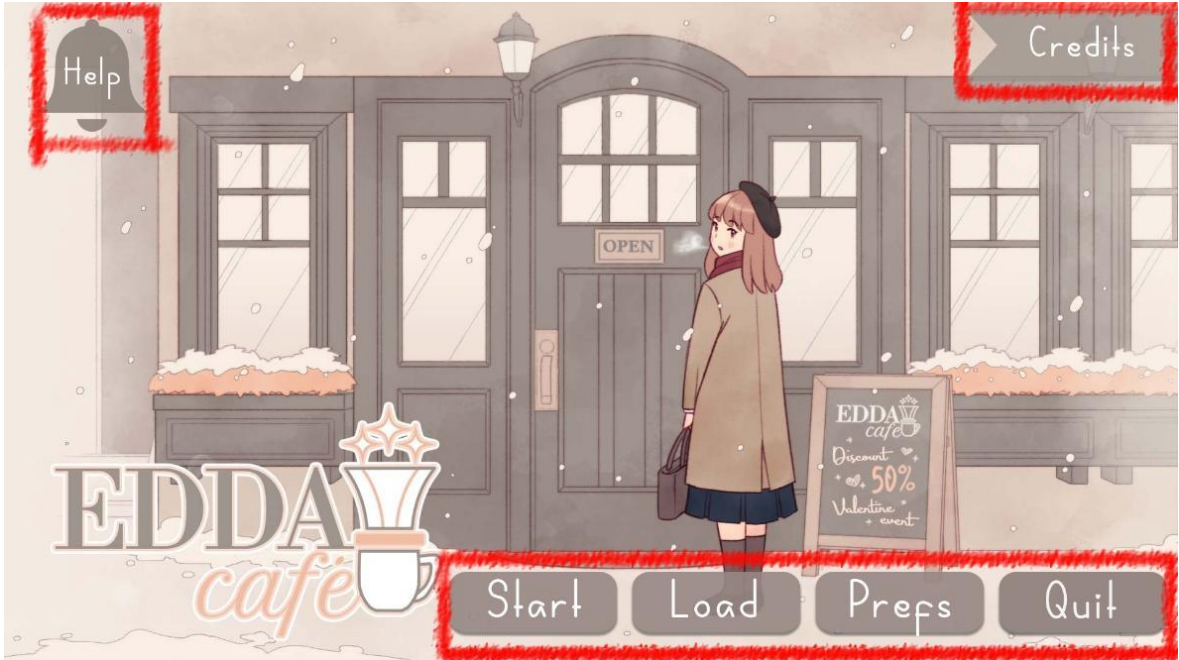 Help
Credits
OPEN
EDDA
café
Discount
50%
Valentine
event
EDDA
café
Start
Load
Prefs
Quit